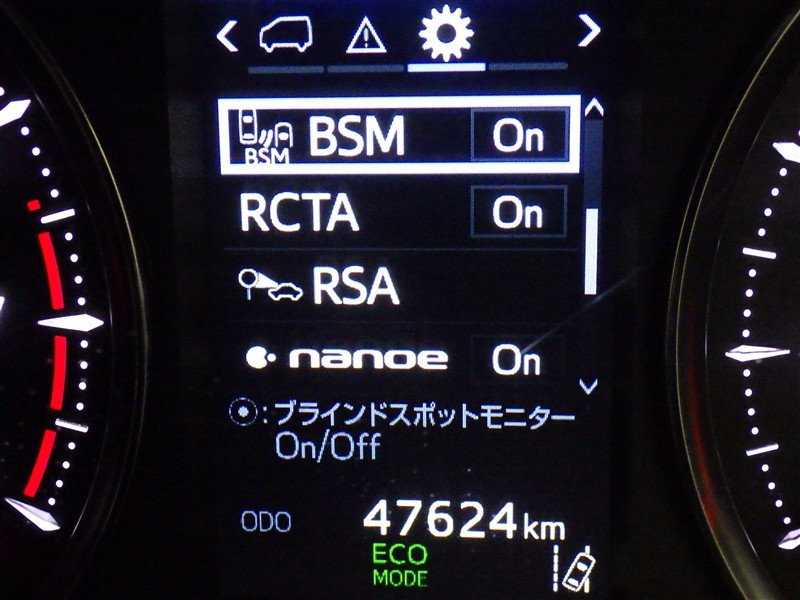 BSM BSM On
RCTA On
RSA
nanoe On
:ブラインドスポットモニター
On/Off
ODO 47624km
ECO
MODE